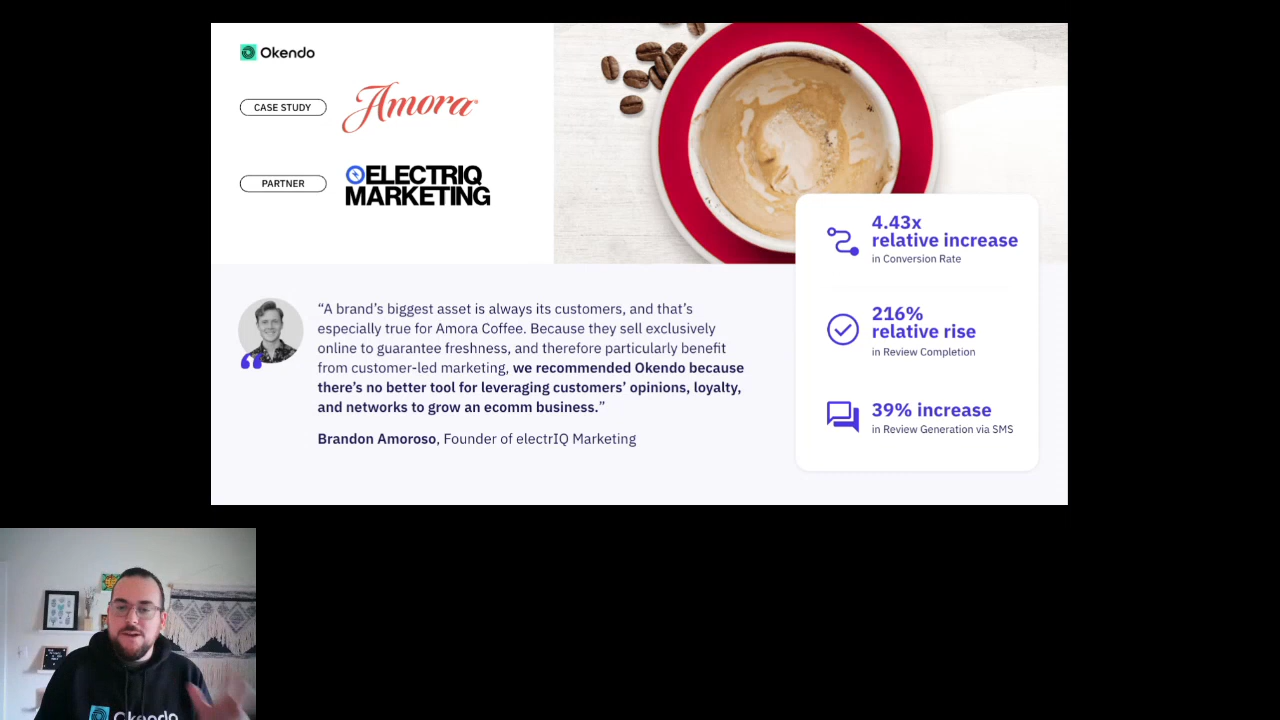 Okendo
CASE STUDY
Amora
PARTNER
ELECTRIQ
MARKETING
4.43x
relative increase
in Conversion Rate
216%
relative rise
in Review Completion
39% increase
in Review Generation via SMS
“A brand’s biggest asset is always its customers, and that’s
especially true for Amora Coffee. Because they sell exclusively
online to guarantee freshness, and therefore particularly benefit
from customer-led marketing, we recommended Okendo because
there’s no better tool for leveraging customers’ opinions, loyalty,
and networks to grow an ecomm business.”
Brandon Amoroso, Founder of electrIQ Marketing
Okendo